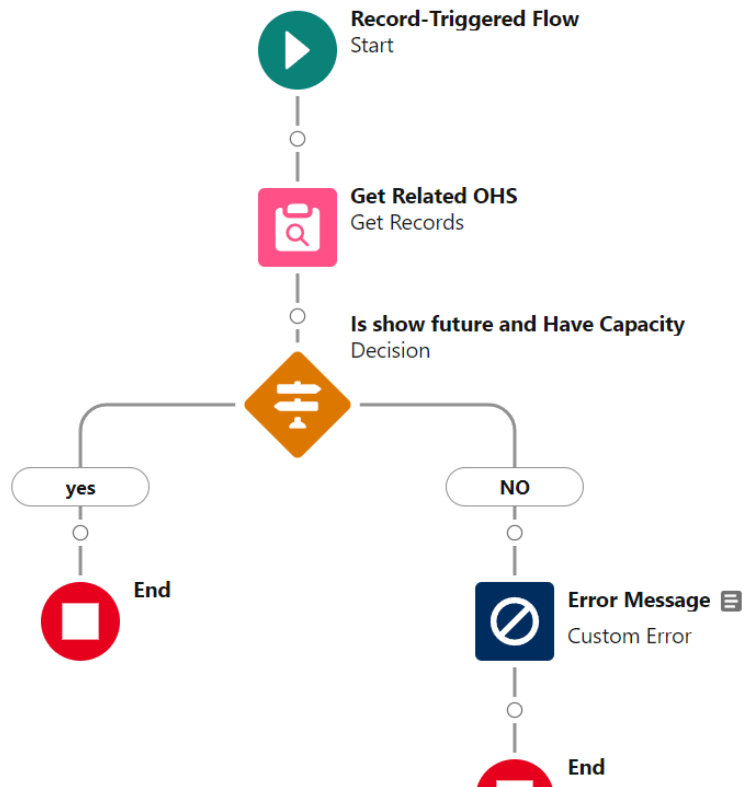 Record-Triggered Flow
Start
Get Related OHS
Get Records
Is show future and Have Capacity
Decision
yes
NO
End
Error Message
Custom Error
End